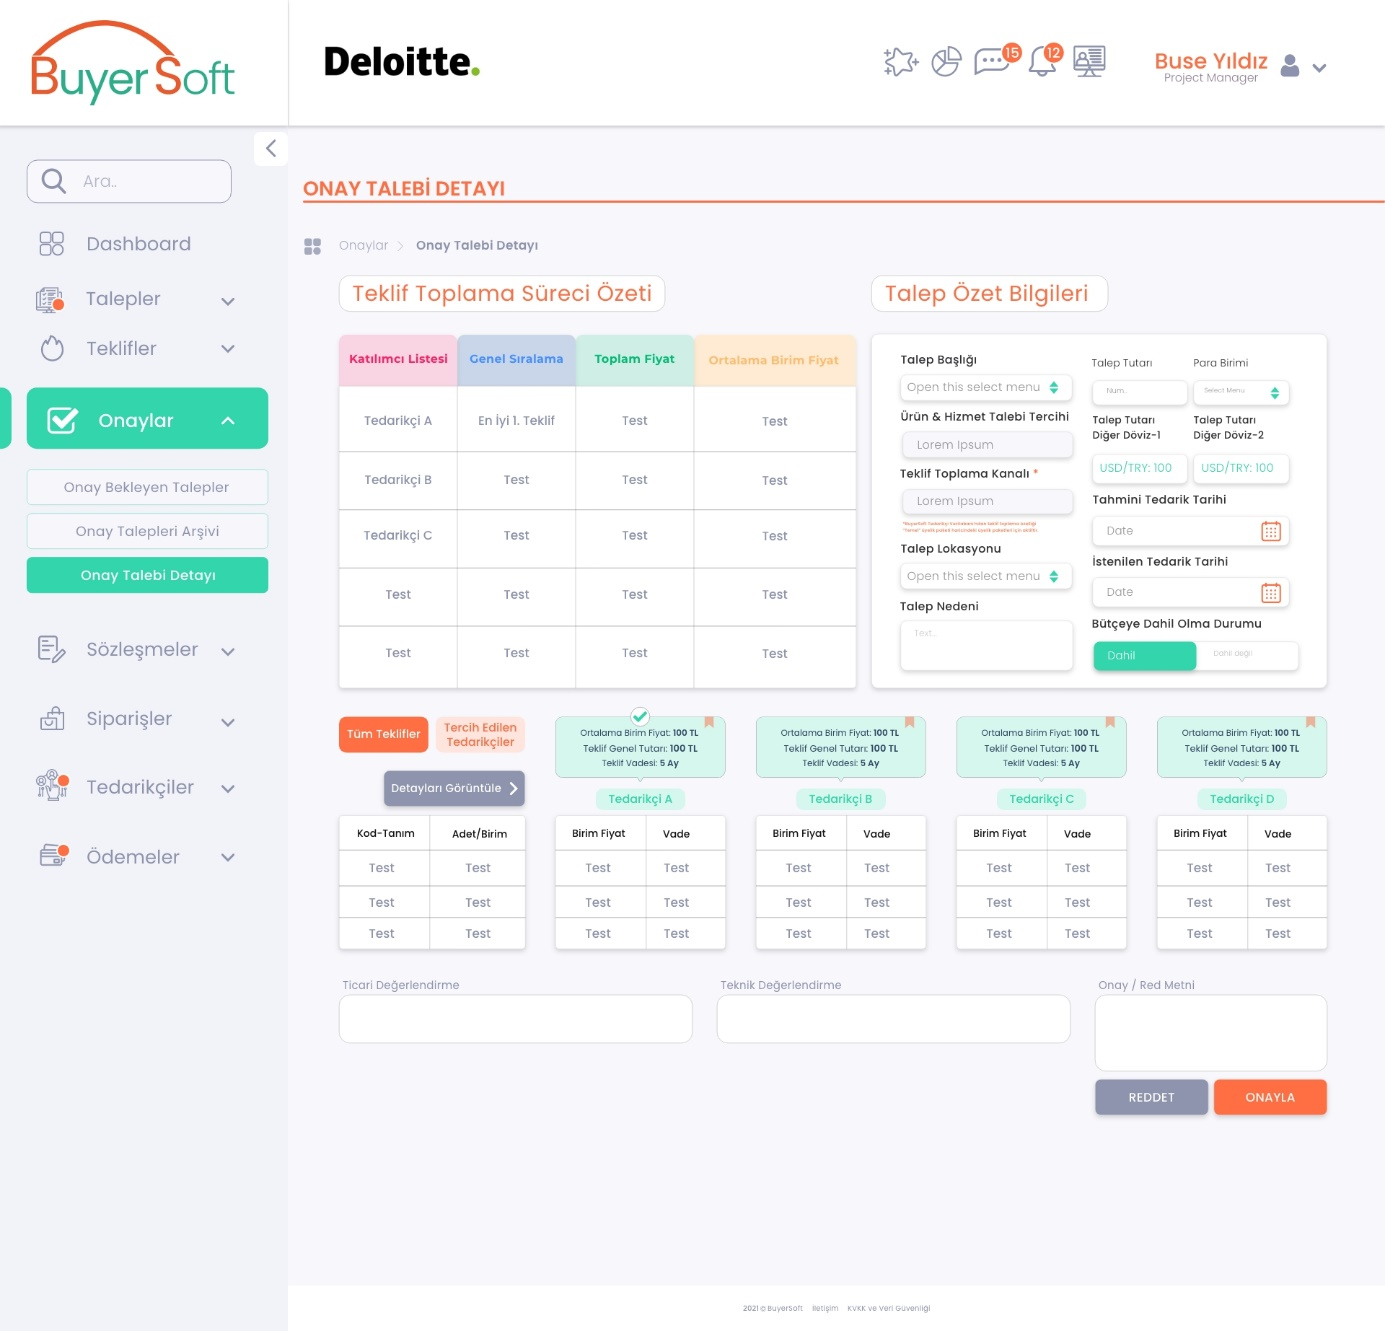 BuyerSoft
Deloitte.
15
12
Buse Yıldız
Project Manager
Ara..
Dashboard
Talepler
Teklifler
Onaylar
Onay Bekleyen Talepler
Onay Talepleri Arşivi
Onay Talebi Detayı
Sözleşmeler
Siparişler
Tedarikçiler
Ödemeler
ONAY TALEBİ DETAYI
Onaylar > Onay Talebi Detayı
Teklif Toplama Süreci Özeti
Katılımcı Listesi Genel Sıralama Toplam Fiyat Ortalama Birim Fiyat
Tedarikçi A En İyi 1. Teklif Test Test
Tedarikçi B Test Test Test
Tedarikçi C Test Test Test
Test Test Test Test
Test Test Test Test
Talep Özet Bilgileri
Talep Başlığı
Open this select menu
Ürün & Hizmet Talebi Tercihi
Lorem Ipsum
Teklif Toplama Kanalı *
Lorem Ipsum
Talep Lokasyonu
Open this select menu
Talep Nedeni
Text...
Talep Tutarı Para Birimi
Num.. Select Menu
Talep Tutarı Talep Tutarı
Diğer Döviz-1 Diğer Döviz-2
USD/TRY: 100 USD/TRY: 100
Tahmini Tedarik Tarihi
Date
İstenilen Tedarik Tarihi
Date
Bütçeye Dahil Olma Durumu
Dahil Dahil değil
Tüm Teklifler
Tercih Edilen
Tedarikçiler
Detayları Görüntüle
Kod-Tanım Adet/Birim
Test Test
Test Test
Test Test
Ortalama Birim Fiyat: 100 TL
Teklif Genel Tutarı: 100 TL
Teklif Vadesi: 5 Ay
Tedarikçi A
Birim Fiyat Vade
Test Test
Test Test
Test Test
Ortalama Birim Fiyat: 100 TL
Teklif Genel Tutarı: 100 TL
Teklif Vadesi: 5 Ay
Tedarikçi B
Birim Fiyat Vade
Test Test
Test Test
Test Test
Ortalama Birim Fiyat: 100 TL
Teklif Genel Tutarı: 100 TL
Teklif Vadesi: 5 Ay
Tedarikçi C
Birim Fiyat Vade
Test Test
Test Test
Test Test
Ortalama Birim Fiyat: 100 TL
Teklif Genel Tutarı: 100 TL
Teklif Vadesi: 5 Ay
Tedarikçi D
Birim Fiyat Vade
Test Test
Test Test
Test Test
Ticari Değerlendirme
Teknik Değerlendirme
Onay / Red Metni
REDDET ONAYLA
2021 © BuyerSoft İletişim KVKK ve Veri Güvenliği